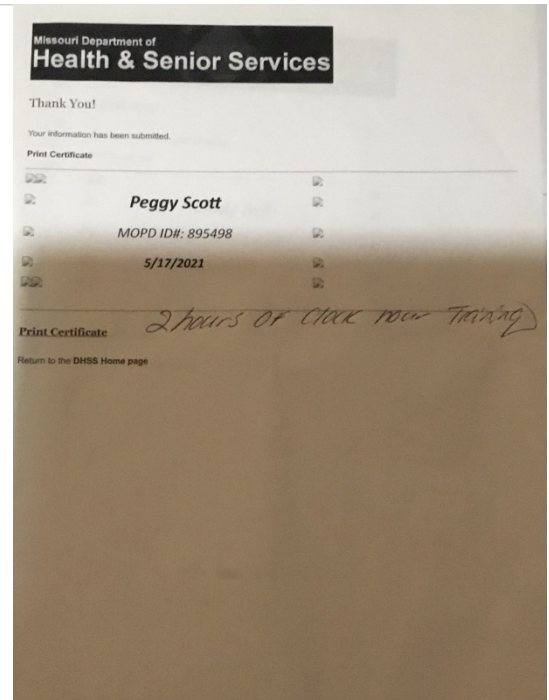 Missouri Department of
Health & Senior Services
Thank You!
Your information has been submitted.
Print Certificate
Peggy Scott
MOPD ID#: 895498
5/17/2021
2 hours of Clock hour Training
Print Certificate
Return to the DHSS Home page